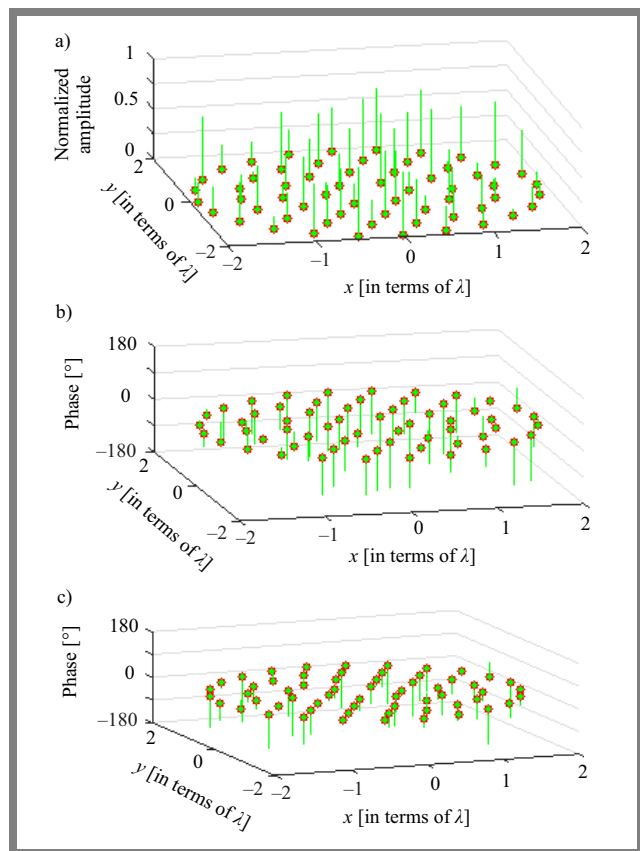 a)
1
0.5
0
Normalized
amplitude
2
0
−2
y [in terms of λ]
−2
−1
0
1
2
x [in terms of λ]
b)
180
0
−180
Phase [°]
2
0
−2
y [in terms of λ]
−2
−1
0
1
2
x [in terms of λ]
c)
180
0
−180
Phase [°]
2
0
−2
y [in terms of λ]
−2
−1
0
1
2
x [in terms of λ]